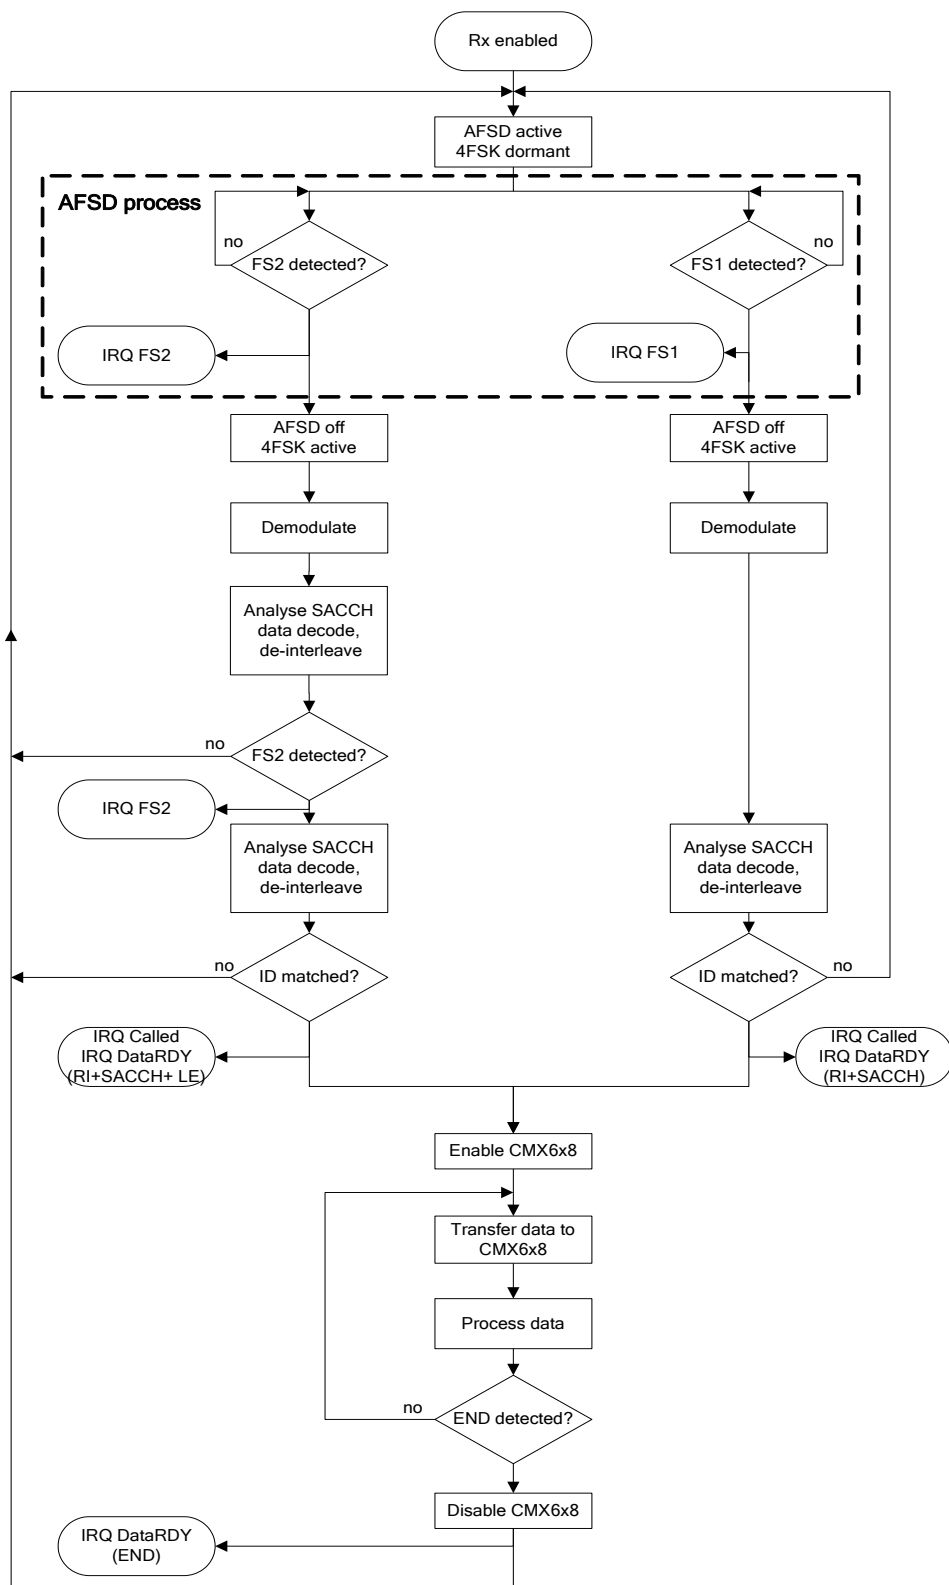 Rx enabled
AFSD active
4FSK dormant
AFSD process
no
FS2 detected?
FS1 detected?
no
IRQ FS2
IRQ FS1
AFSD off
4FSK active
AFSD off
4FSK active
Demodulate
Demodulate
Analyse SACCH
data decode,
de-interleave
no
FS2 detected?
IRQ FS2
Analyse SACCH
data decode,
de-interleave
Analyse SACCH
data decode,
de-interleave
no
ID matched?
ID matched?
no
IRQ Called
IRQ DataRDY
(RI+SACCH+ LE)
IRQ Called
IRQ DataRDY
(RI+SACCH)
Enable CMX6x8
Transfer data to
CMX6x8
Process data
no
END detected?
Disable CMX6x8
IRQ DataRDY
(END)